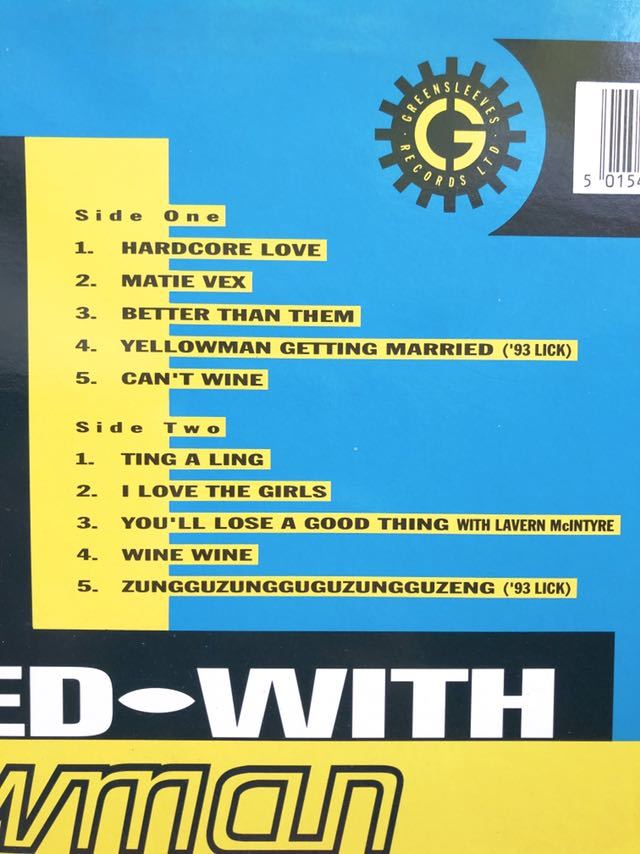 GREENSLEEVES
G
RECORDS LTD
5 0154
Side One
1. HARDCORE LOVE
2. MATIE VEX
3. BETTER THAN THEM
4. YELLOWMAN GETTING MARRIED ('93 LICK)
5. CAN'T WINE
Side Two
1. TING A LING
2. I LOVE THE GIRLS
3. YOU'LL LOSE A GOOD THING WITH LAVERN McINTYRE
4. WINE WINE
5. ZUNGGUZUNGGUGUZUNGGUZENG ('93 LICK)
ED-WITH
wman